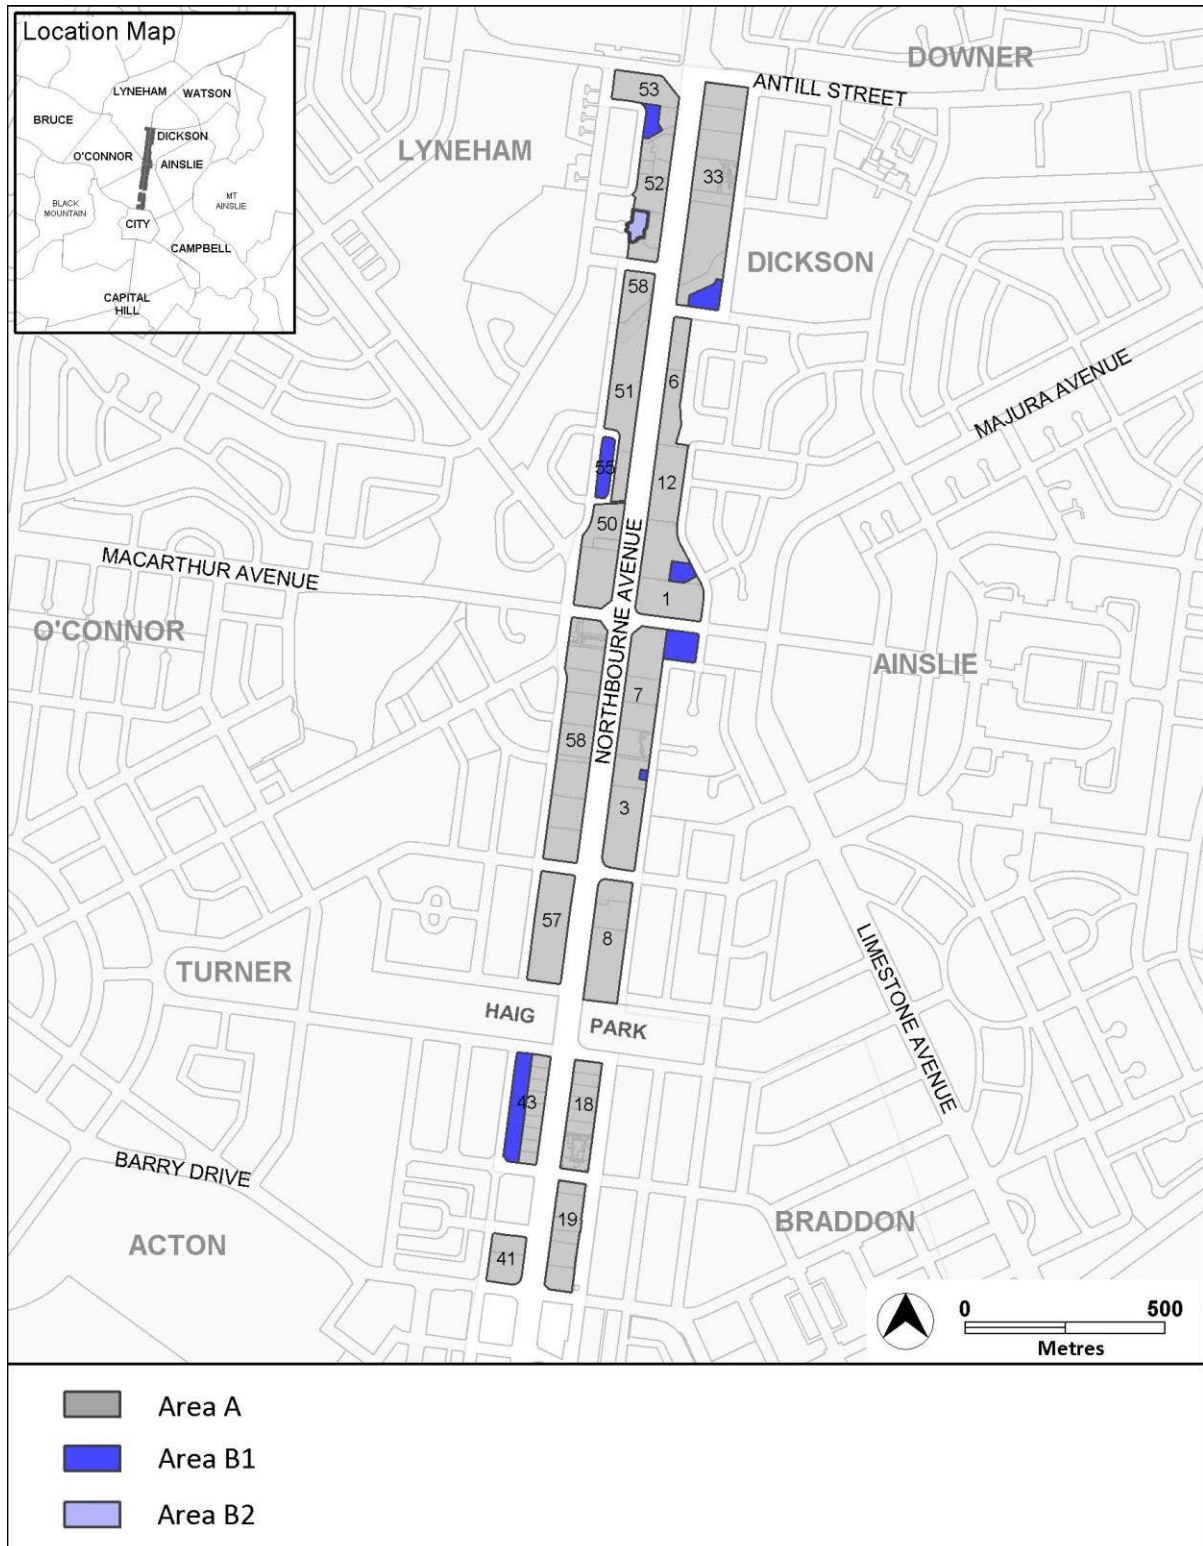 Location Map
LYNEHAM
WATSON
BRUCE
DICKSON
O'CONNOR
AINSLIE
BLACK
MOUNTAIN
MT
AINSLIE
CITY
CAMPBELL
CAPITAL
HILL
DOWNER
ANTILL STREET
53
LYNEHAM
33
52
DICKSON
58
6
MAJURA AVENUE
51
55
12
50
MACARTHUR AVENUE
NORTHBOURNE AVENUE
1
O'CONNOR
AINSLIE
7
58
3
57
8
LIMESTONE AVENUE
TURNER
HAIG
PARK
43
18
BARRY DRIVE
19
BRADDON
ACTON
41
0
500
Metres
Area A
Area B1
Area B2